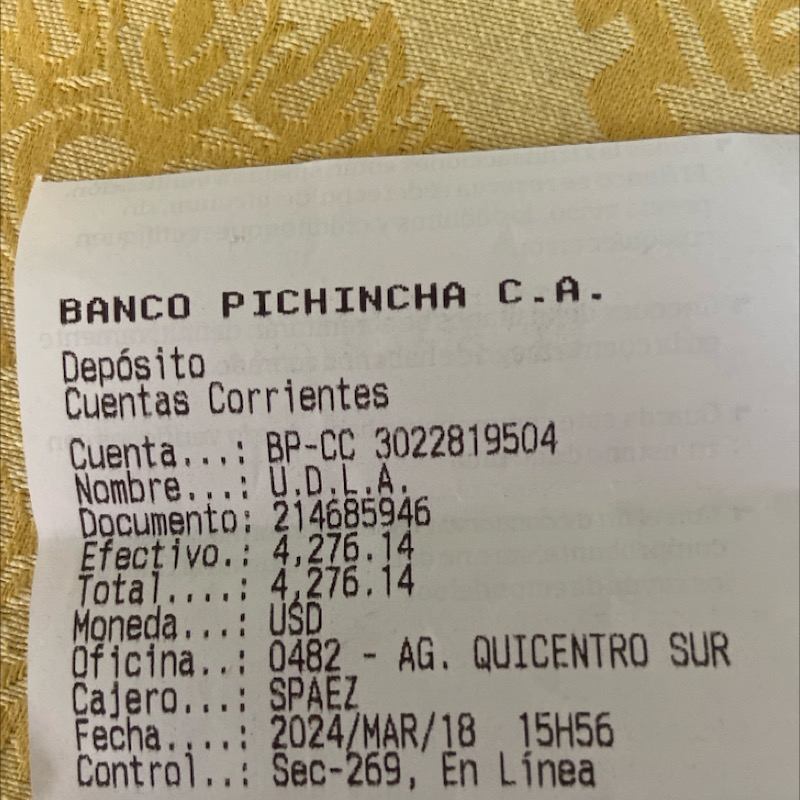 BANCO PICHINCHA C.A.
Depósito
Cuentas Corrientes
Cuenta...: BP-CC 3022819504
Nombre...: U.D.L.A.
Documento: 214685946
Efectivo.: 4,276.14
Total....: 4,276.14
Moneda...: USD
Oficina..: 0482 - AG. QUICENTRO SUR
Cajero...: SPAEZ
Fecha....: 2024/MAR/18 15H56
Control..: Sec-269, En Línea